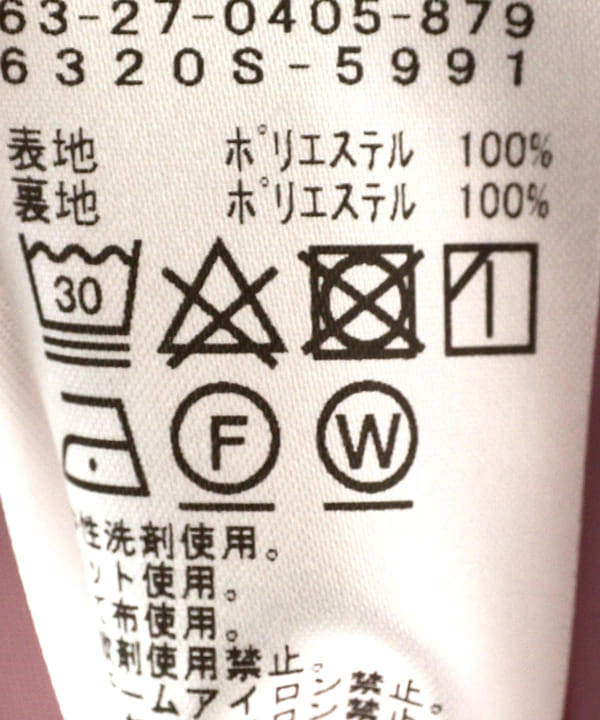 63-27-0405-879
6320S-5991
表地 ポリエステル 100%
裏地 ポリエステル 100%
30
F W
性洗剤使用。
ット使用。
て布使用。
剤使用禁止。
ームアイロン禁止。